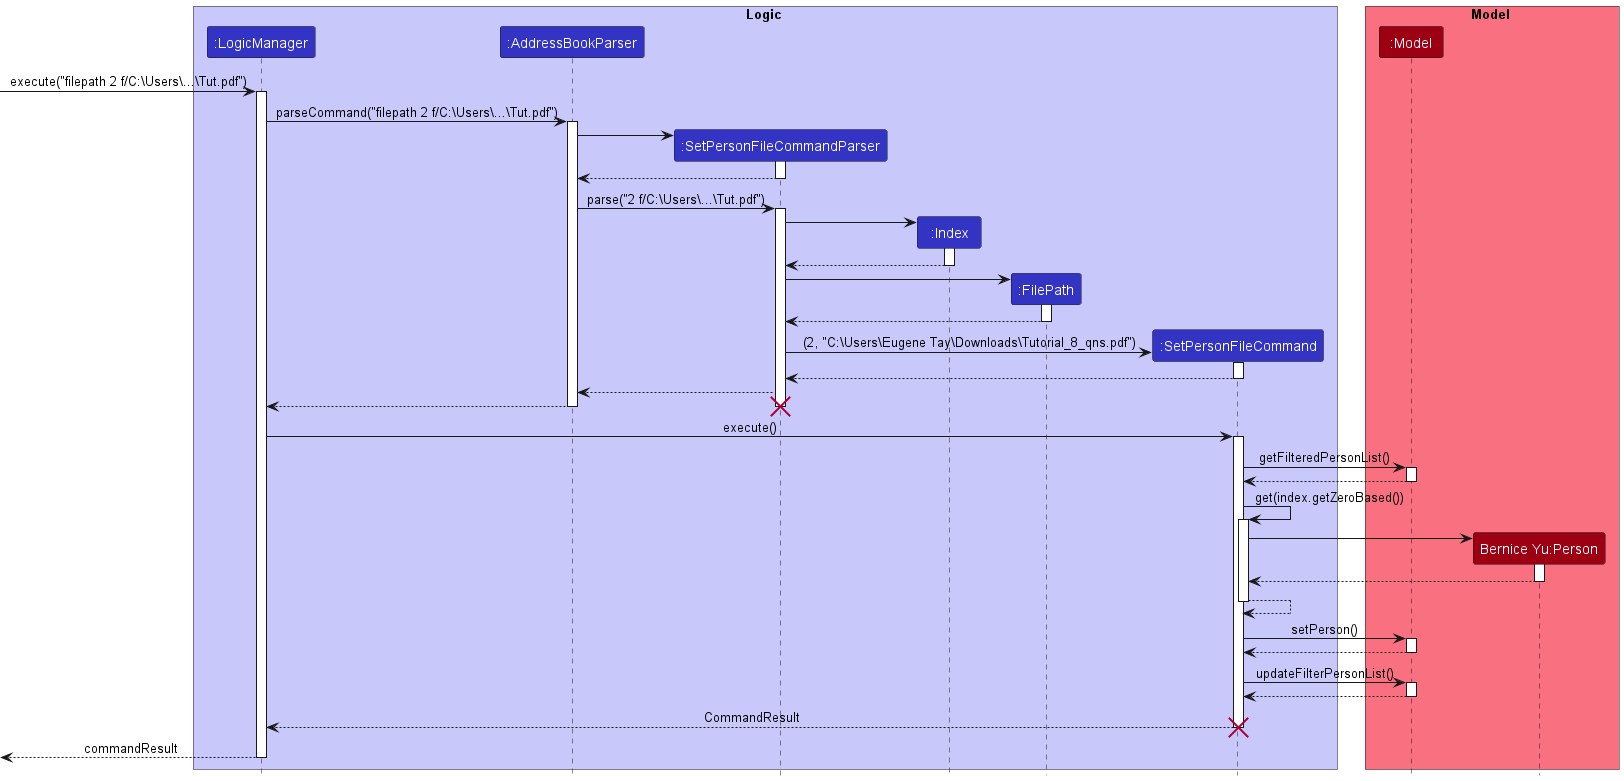 Logic
Model
:LogicManager
:AddressBookParser
:Model
execute("filepath 2 f/C:\Users\...\Tut.pdf")
parseCommand("filepath 2 f/C:\Users\...\Tut.pdf")
:SetPersonFileCommandParser
parse("2 f/C:\Users\...\Tut.pdf")
:Index
:FilePath
(2, "C:\Users\Eugene Tay\Downloads\Tutorial_8_qns.pdf")
:SetPersonFileCommand
execute()
getFilteredPersonList()
get(index.getZeroBased())
Bernice Yu:Person
setPerson()
updateFilterPersonList()
CommandResult
commandResult